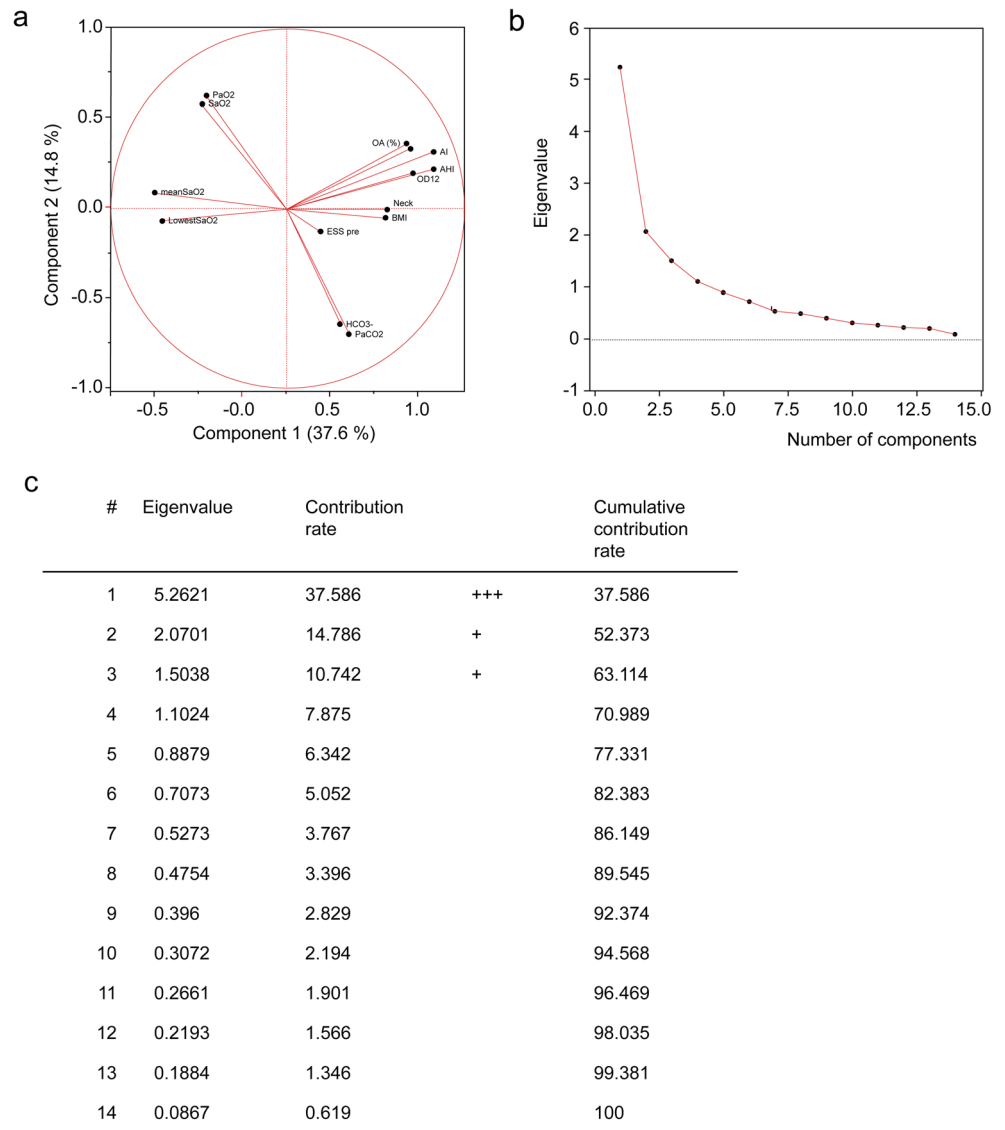 a
1.0
0.5
0.0
-0.5
-1.0
Component 2 (14.8 %)
PaO2
SaO2
OA (%)
AI
AHI
OD12
meanSaO2
Neck
LowestSaO2
BMI
ESS pre
HCO3-
PaCO2
-0.5
-0.0
0.5
1.0
Component 1 (37.6 %)
b
6
5
4
3
2
1
0
-1
Eigenvalue
0.0
2.5
5.0
7.5
10.0
12.5
15.0
Number of components
c
# Eigenvalue Contribution rate Cumulative contribution rate
1 5.2621 37.586 +++ 37.586
2 2.0701 14.786 + 52.373
3 1.5038 10.742 + 63.114
4 1.1024 7.875 70.989
5 0.8879 6.342 77.331
6 0.7073 5.052 82.383
7 0.5273 3.767 86.149
8 0.4754 3.396 89.545
9 0.396 2.829 92.374
10 0.3072 2.194 94.568
11 0.2661 1.901 96.469
12 0.2193 1.566 98.035
13 0.1884 1.346 99.381
14 0.0867 0.619 100